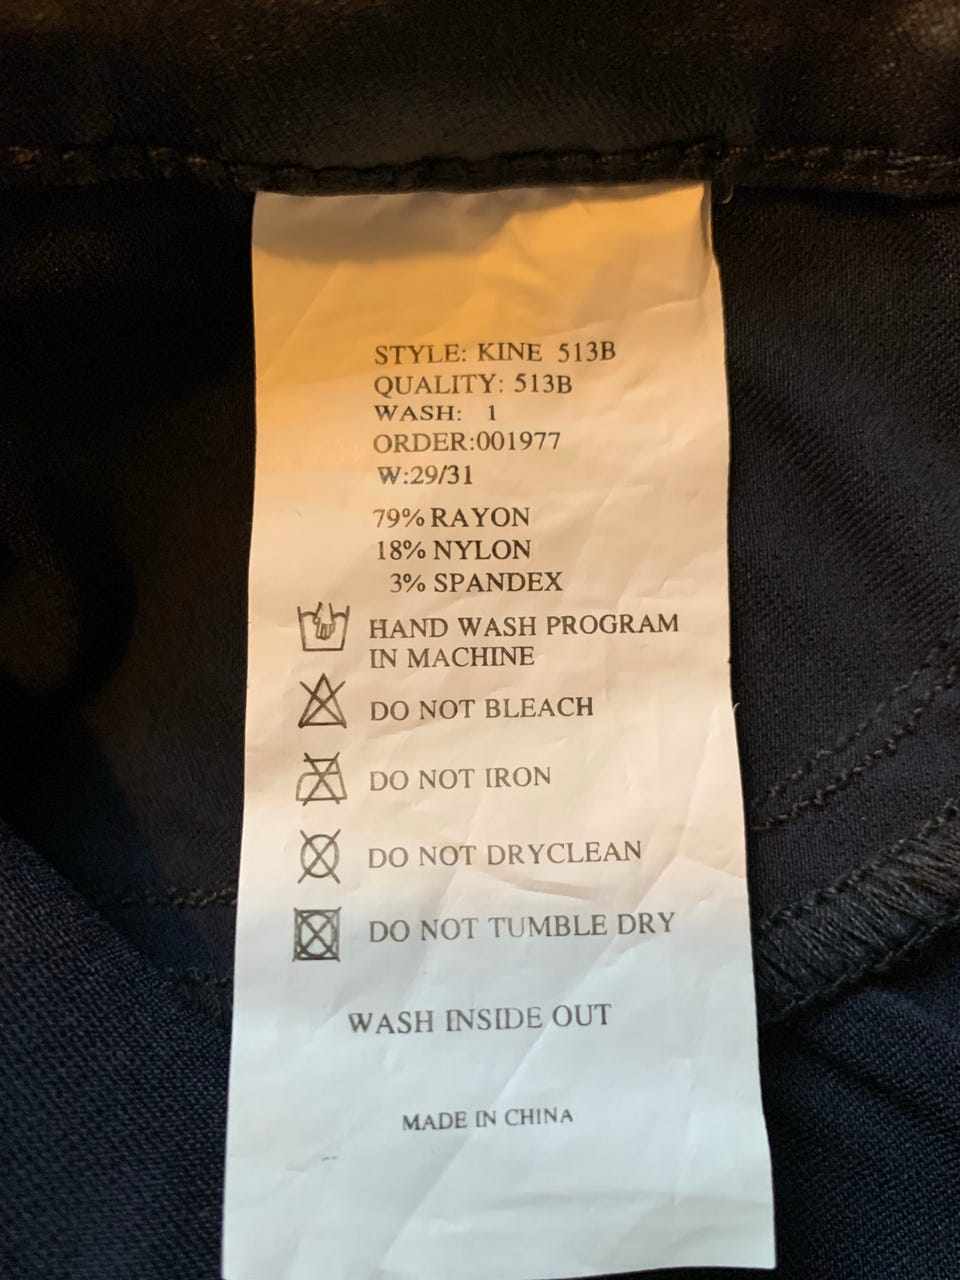 STYLE: KINE 513B
QUALITY: 513B
WASH: 1
ORDER:001977
W:29/31
79% RAYON
18% NYLON
3% SPANDEX
HAND WASH PROGRAM
IN MACHINE
DO NOT BLEACH
DO NOT IRON
DO NOT DRYCLEAN
DO NOT TUMBLE DRY
WASH INSIDE OUT
MADE IN CHINA